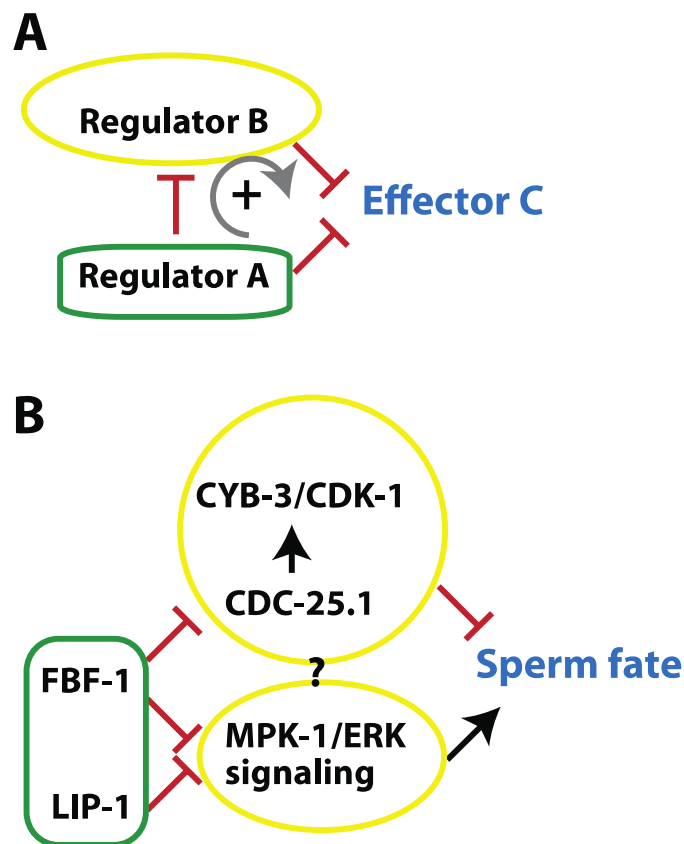 A
Regulator B
+
Effector C
Regulator A
B
CYB-3/CDK-1
CDC-25.1
?
Sperm fate
FBF-1
MPK-1/ERK
signaling
LIP-1